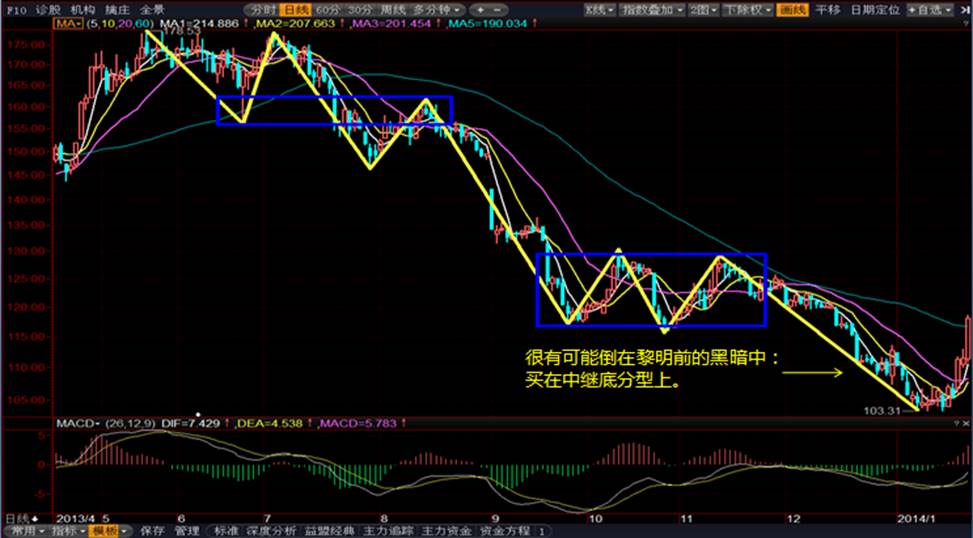 F10 诊股 机构 擒庄 全景 分时 日线 60分 30分 周线 多分钟 + − K线 指数叠加 2图 下除权 画线 平移 日期定位 +自选
MA (5,10,20,60) MA1=214.886↑,MA2=207.663↑,MA3=201.454↑,MA5=190.034↑
178.53
175.00
170.00
165.00
160.00
155.00
150.00
145.00
140.00
135.00
130.00
125.00
120.00
115.00
110.00
105.00
很有可能倒在黎明前的黑暗中：
买在中继底分型上。
103.31
MACD (26,12,9) DIF=7.429↑,DEA=4.538↑,MACD=5.783↑ ?×
5
0
-5
日线 2013/4 5 6 7 8 9 10 11 12 2014/1
常用 指标 模板 保存 管理 标准 深度分析 益盟经典 主力追踪 主力资金 资金方程 1